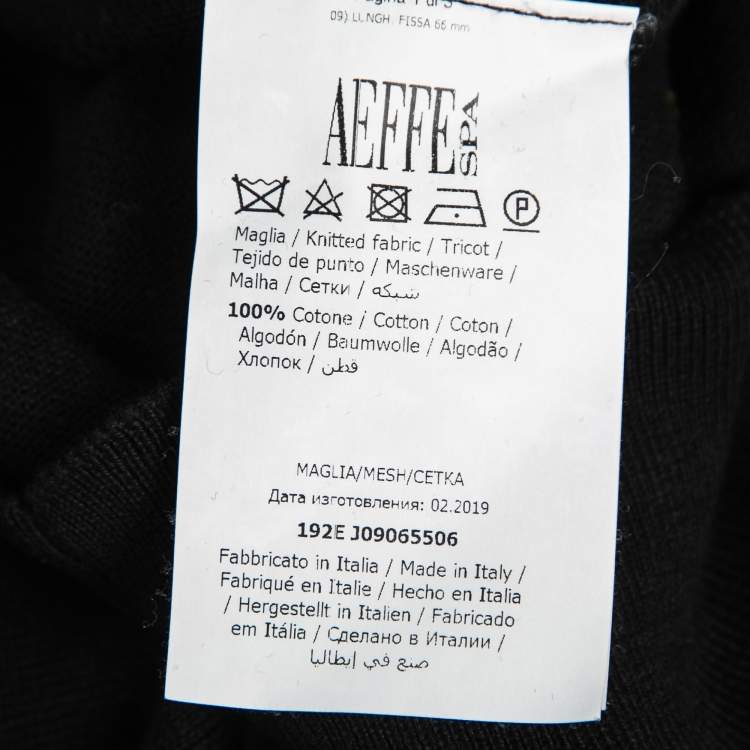 09) LUNGH. FISSA 66 mm
AEFFE SPA
P
Maglia / Knitted fabric / Tricot /
Tejido de punto / Maschenware /
Malha / Сетки / شبكه
100% Cotone / Cotton / Coton /
Algodón / Baumwolle / Algodão /
Хлопок / قطن
MAGLIA/MESH/СЕТКА
Дата изготовления: 02.2019
192E J09065506
Fabbricato in Italia / Made in Italy /
Fabriqué en Italie / Hecho en Italia
/ Hergestellt in Italien / Fabricado
em Itália / Сделано в Италии /
صنع في إيطاليا